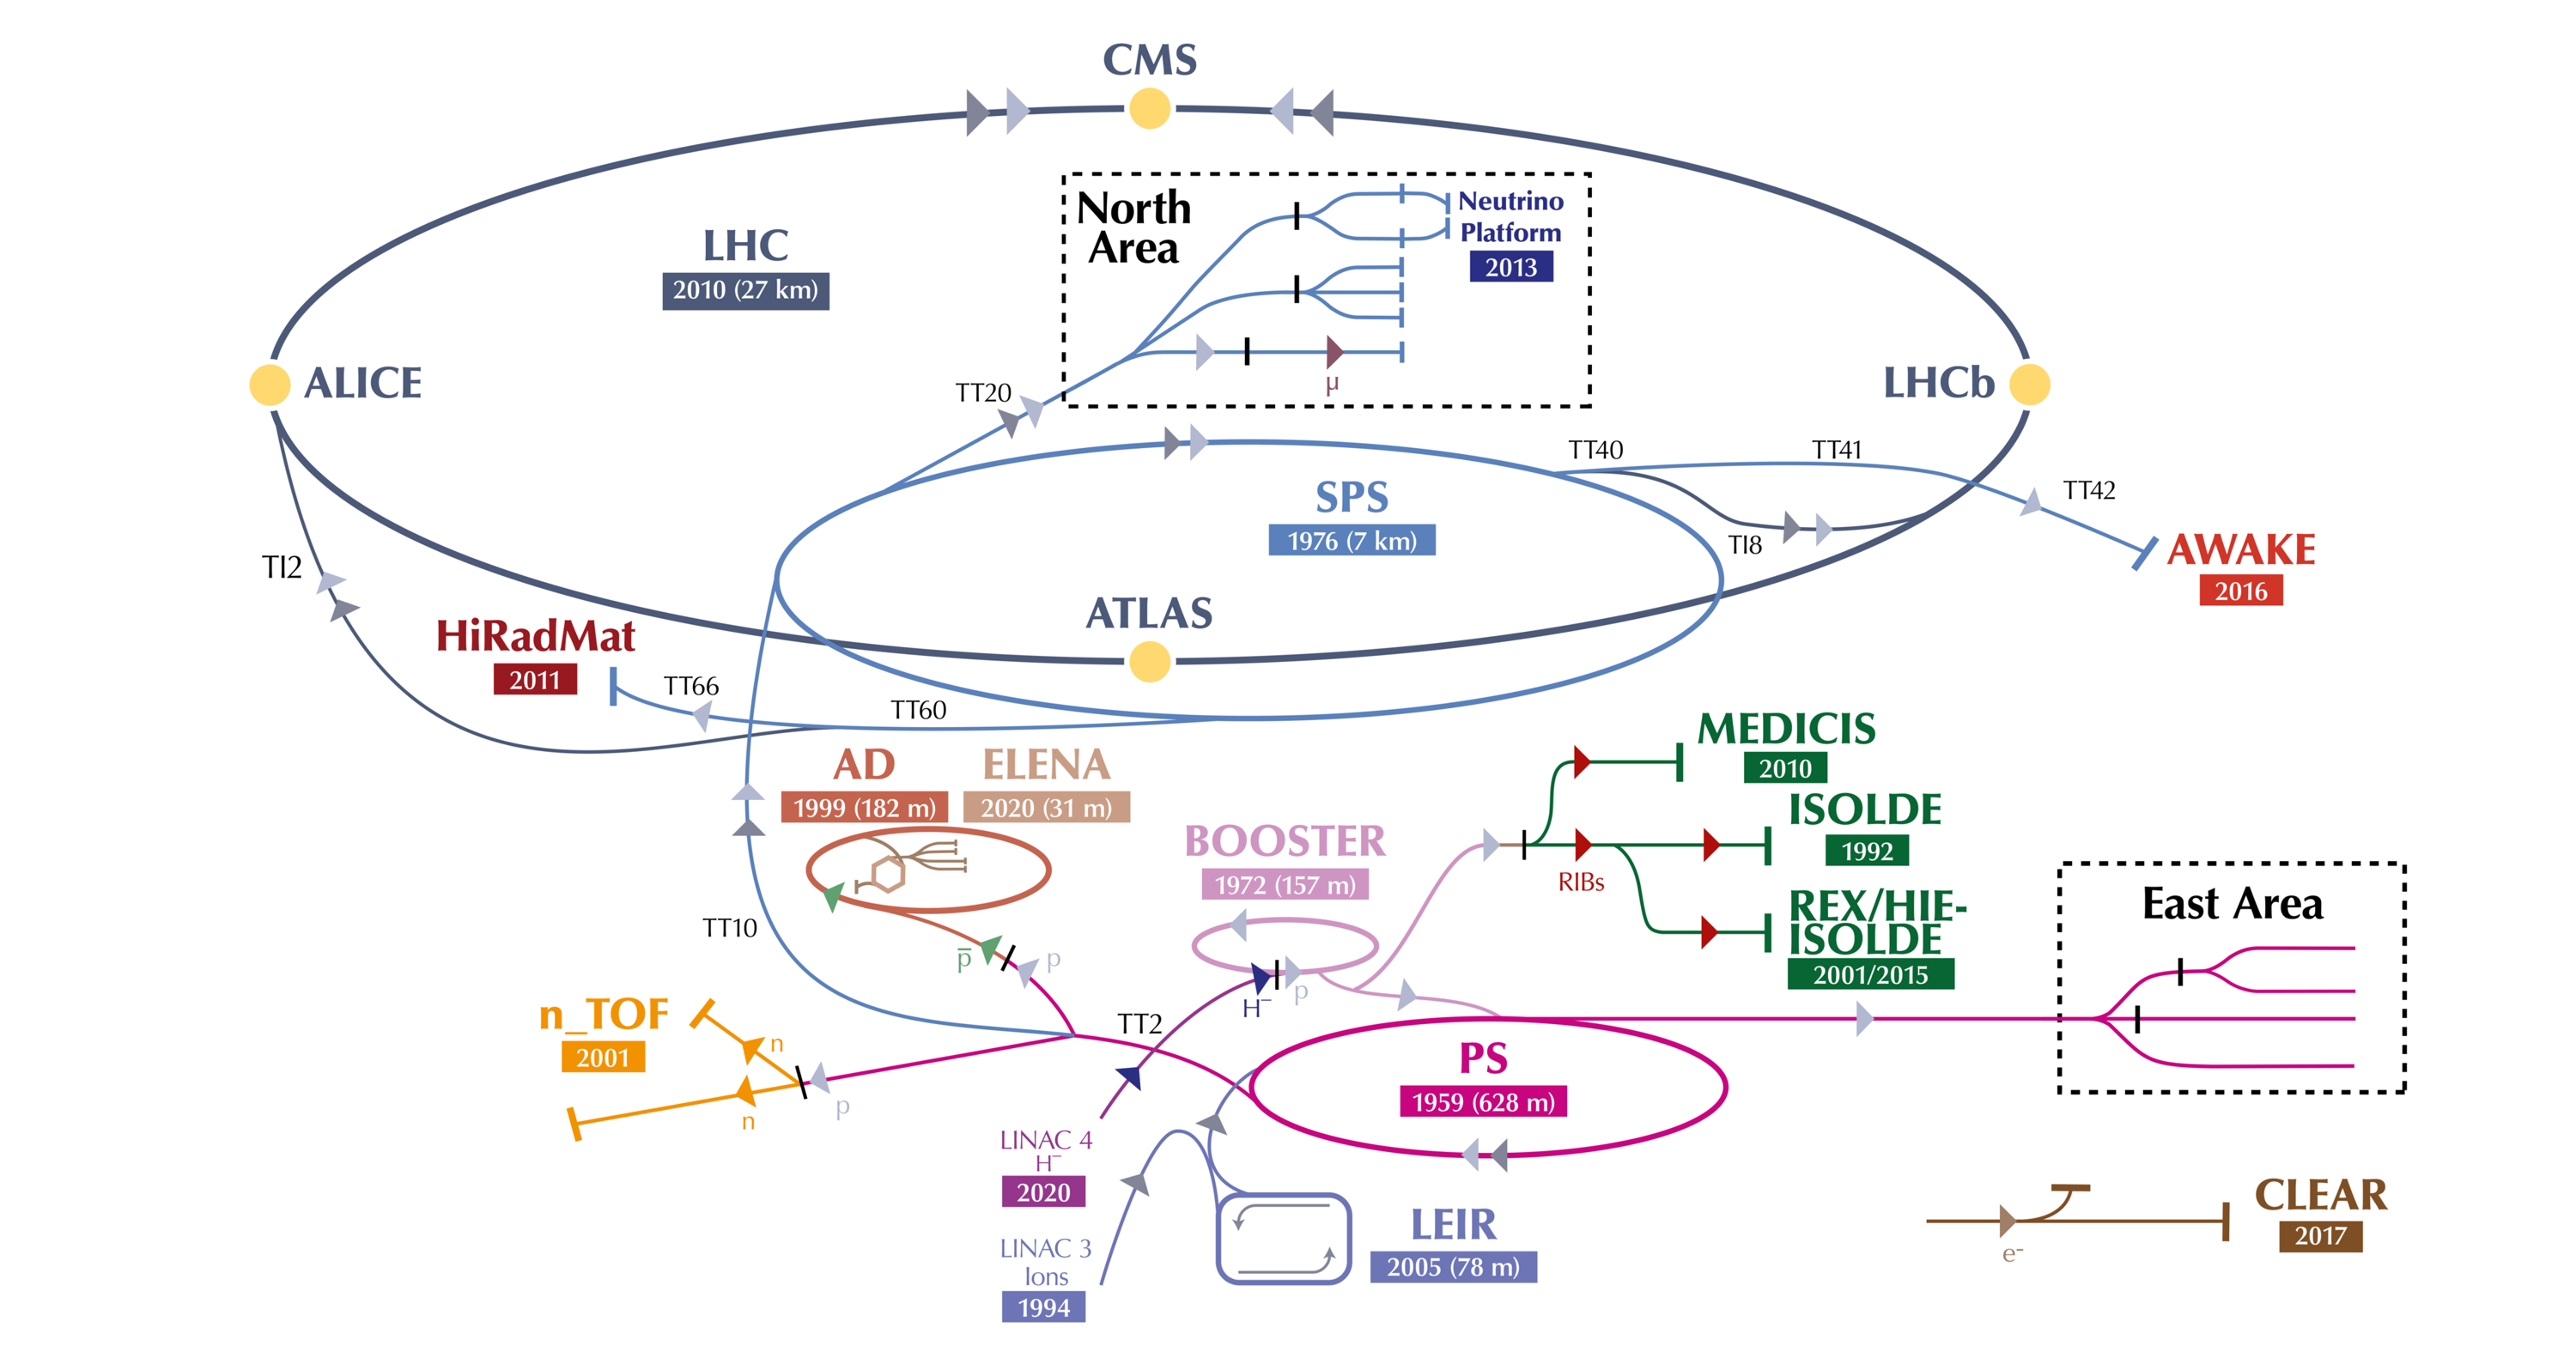 CMS
North
Area
Neutrino
Platform
2013
LHC
2010 (27 km)
μ
ALICE
TT20
LHCb
TT40
TT41
TT42
SPS
1976 (7 km)
TI8
AWAKE
2016
TI2
ATLAS
HiRadMat
2011
TT66
TT60
AD
1999 (182 m)
ELENA
2020 (31 m)
MEDICIS
2010
ISOLDE
1992
RIBs
REX/HIE-
ISOLDE
2001/2015
BOOSTER
1972 (157 m)
East Area
TT10
p̅
p
H⁻
p
n_TOF
2001
n
n
p
TT2
PS
1959 (628 m)
LINAC 4
H⁻
2020
LINAC 3
Ions
1994
LEIR
2005 (78 m)
CLEAR
2017
e⁻